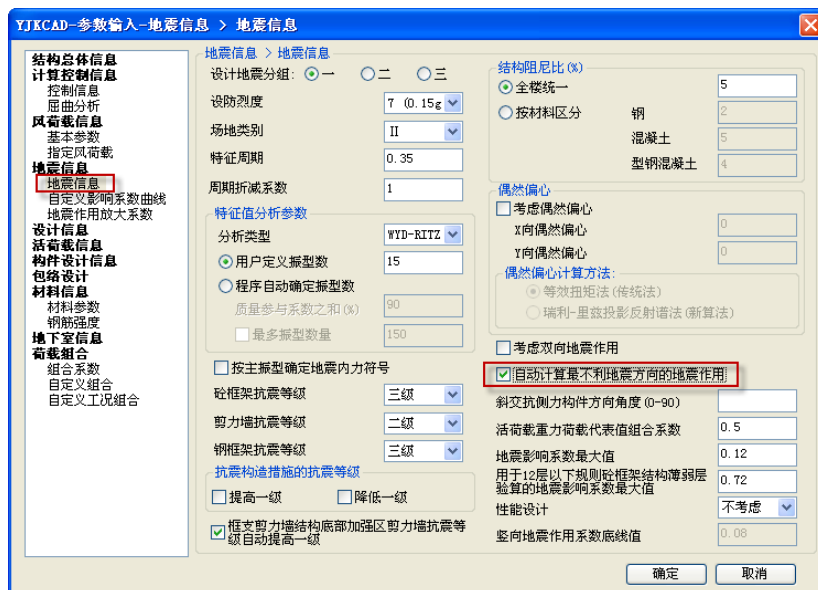 YJKCAD-参数输入-地震信息 > 地震信息
结构总体信息
计算控制信息
控制信息
屈曲分析
风荷载信息
基本参数
指定风荷载
地震信息
地震信息
自定义影响系数曲线
地震作用放大系数
设计信息
活荷载信息
构件设计信息
包络设计
材料信息
材料参数
钢筋强度
地下室信息
荷载组合
组合系数
自定义组合
自定义工况组合
地震信息 > 地震信息
设计地震分组: 一 二 三
设防烈度 7 (0.15g
场地类别 II
特征周期 0.35
周期折减系数 1
特征值分析参数
分析类型 WYD-RITZ
用户定义振型数 15
程序自动确定振型数
质量参与系数之和(%) 90
最多振型数量 150
按主振型确定地震内力符号
砼框架抗震等级 三级
剪力墙抗震等级 二级
钢框架抗震等级 三级
抗震构造措施的抗震等级
提高一级 降低一级
框支剪力墙结构底部加强区剪力墙抗震等
级自动提高一级
结构阻尼比(%)
全楼统一 5
按材料区分 钢 2
混凝土 5
型钢混凝土 4
偶然偏心
考虑偶然偏心
X向偶然偏心 0
Y向偶然偏心 0
偶然偏心计算方法:
等效扭矩法(传统法)
瑞利-里兹投影反射谱法(新算法)
考虑双向地震作用
自动计算最不利地震方向的地震作用
斜交抗侧力构件方向角度(0-90)
活荷载重力荷载代表值组合系数 0.5
地震影响系数最大值 0.12
用于12层以下规则砼框架结构薄弱层
验算的地震影响系数最大值 0.72
性能设计 不考虑
竖向地震作用系数底线值 0.08
确定 取消